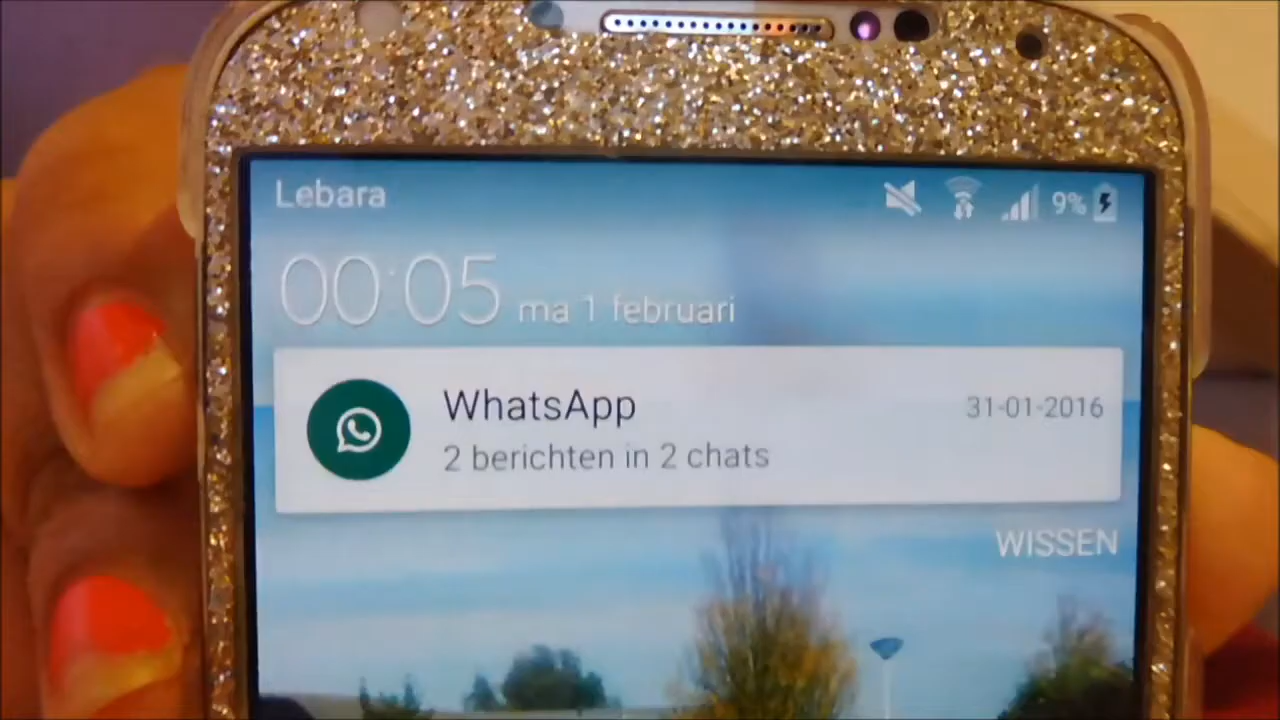 Lebara
9%
00:05 ma 1 februari
WhatsApp
31-01-2016
2 berichten in 2 chats
WISSEN